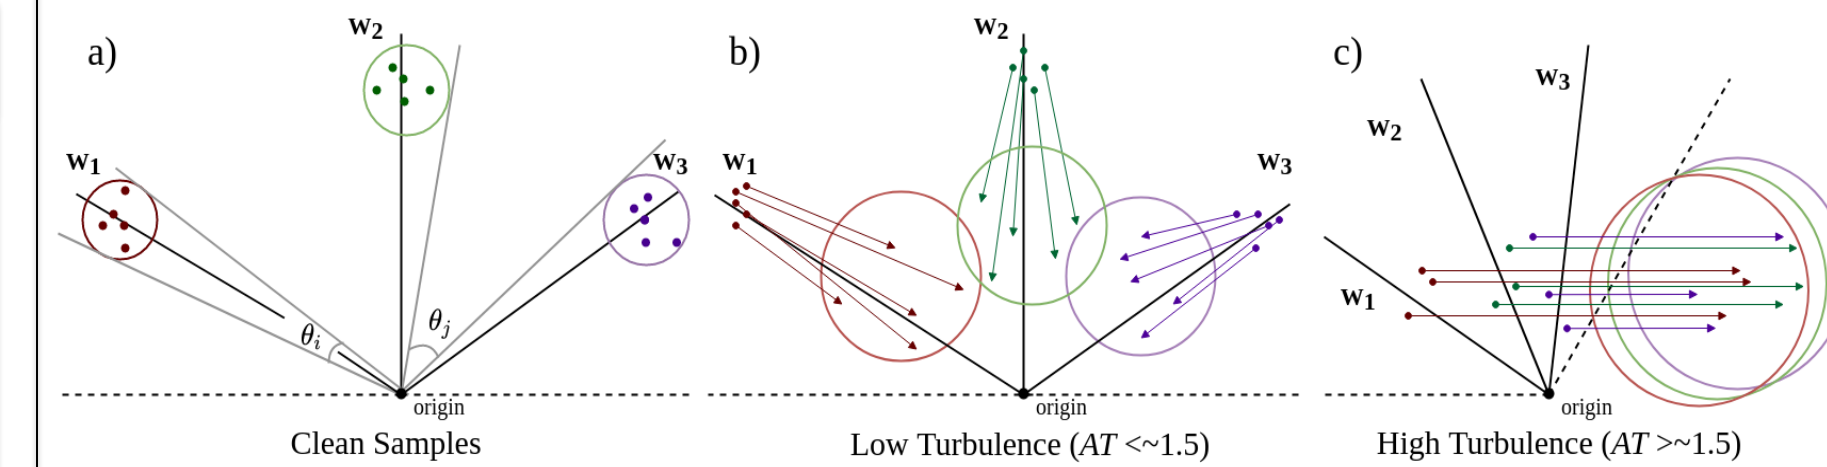 a)
w₂
w₁
w₃
θᵢ
θⱼ
origin
Clean Samples
b)
w₂
w₁
w₃
origin
Low Turbulence (AT <~1.5)
c)
w₃
w₂
w₁
origin
High Turbulence (AT >~1.5)